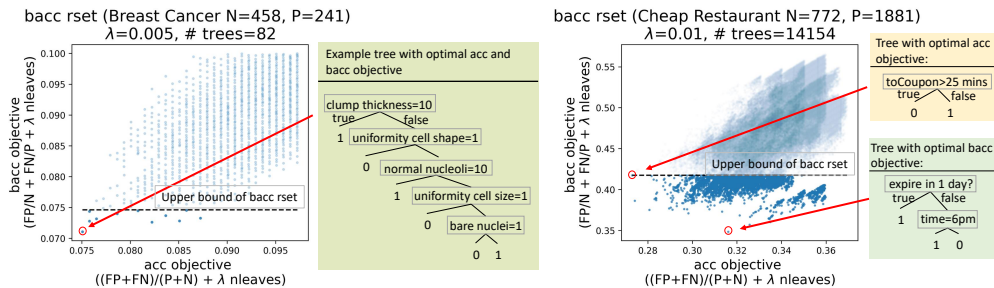 bacc rset (Breast Cancer N=458, P=241)
λ=0.005, # trees=82
bacc objective
(FP/N + FN/P + λ nleaves)
0.100
0.095
0.090
0.085
0.080
0.075
0.070
Upper bound of bacc rset
0.075
0.080
0.085
0.090
0.095
acc objective
((FP+FN)/(P+N) + λ nleaves)
Example tree with optimal acc and
bacc objective
clump thickness=10
true
false
1
uniformity cell shape=1
0
normal nucleoli=10
1
uniformity cell size=1
0
bare nuclei=1
0
1
bacc rset (Cheap Restaurant N=772, P=1881)
λ=0.01, # trees=14154
bacc objective
(FP/N + FN/P + λ nleaves)
0.55
0.50
0.45
0.40
0.35
Upper bound of bacc rset
0.28
0.30
0.32
0.34
0.36
acc objective
((FP+FN)/(P+N) + λ nleaves)
Tree with optimal acc
objective:
toCoupon>25 mins
true
false
0
1
Tree with optimal bacc
objective:
expire in 1 day?
true
false
1
time=6pm
1
0